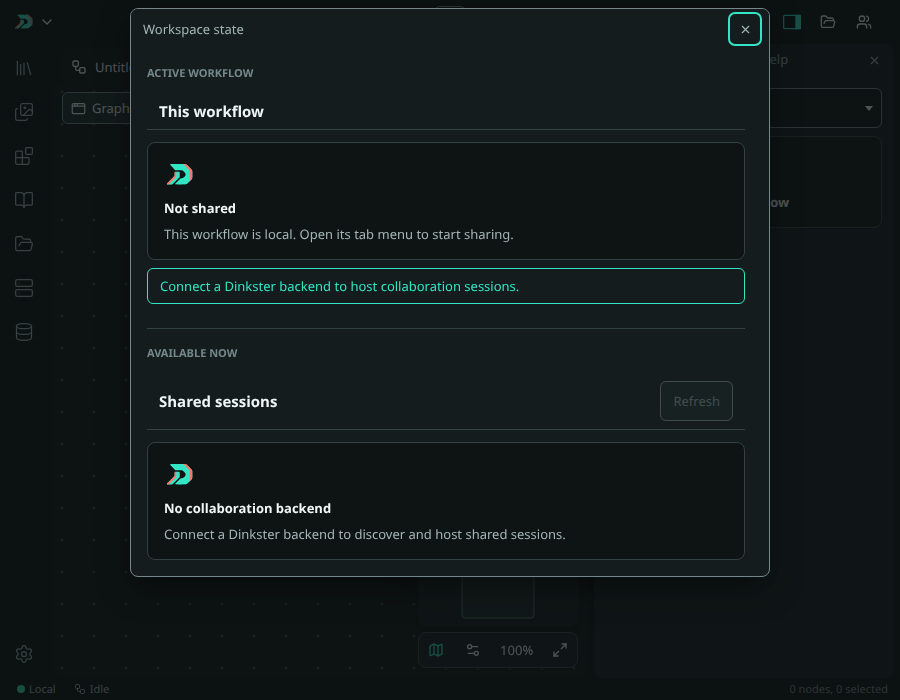 Workspace state
ACTIVE WORKFLOW
This workflow
Not shared
This workflow is local. Open its tab menu to start sharing.
Connect a Dinkster backend to host collaboration sessions.
AVAILABLE NOW
Shared sessions
Refresh
No collaboration backend
Connect a Dinkster backend to discover and host shared sessions.
Untitl
Graph
elp
ow
100%
Local
Idle
0 nodes, 0 selected